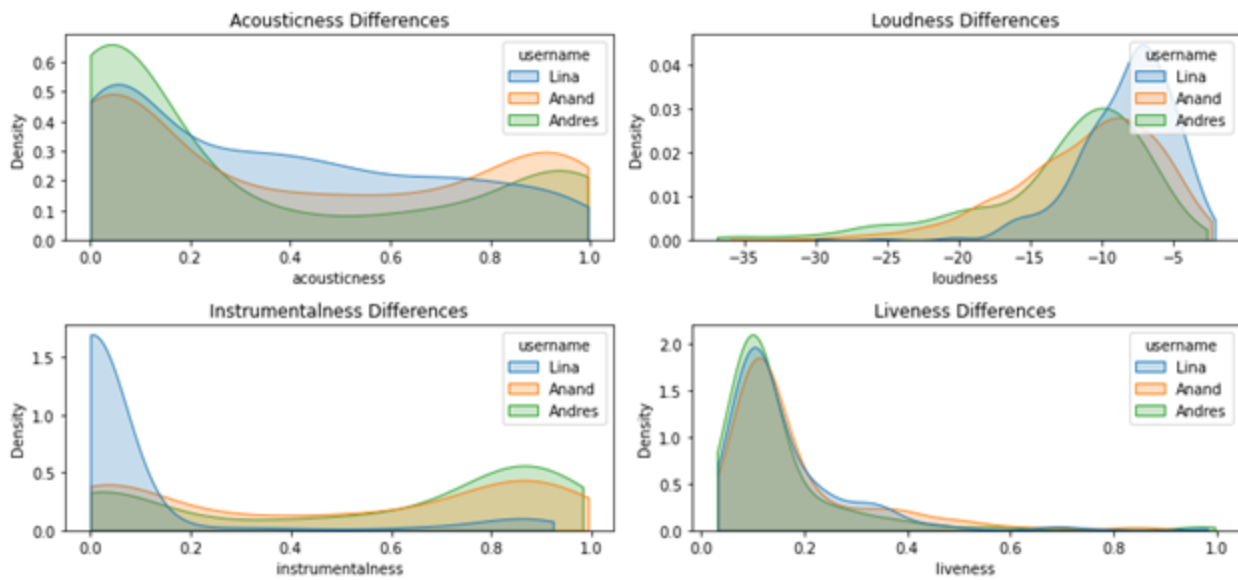 Acousticness Differences
Density
0.6
0.5
0.4
0.3
0.2
0.1
0.0
username
Lina
Anand
Andres
0.0 0.2 0.4 0.6 0.8 1.0
acousticness
Loudness Differences
Density
0.04
0.03
0.02
0.01
0.00
username
Lina
Anand
Andres
−35 −30 −25 −20 −15 −10 −5
loudness
Instrumentalness Differences
Density
1.5
1.0
0.5
0.0
username
Lina
Anand
Andres
0.0 0.2 0.4 0.6 0.8 1.0
instrumentalness
Liveness Differences
Density
2.0
1.5
1.0
0.5
0.0
username
Lina
Anand
Andres
0.0 0.2 0.4 0.6 0.8 1.0
liveness